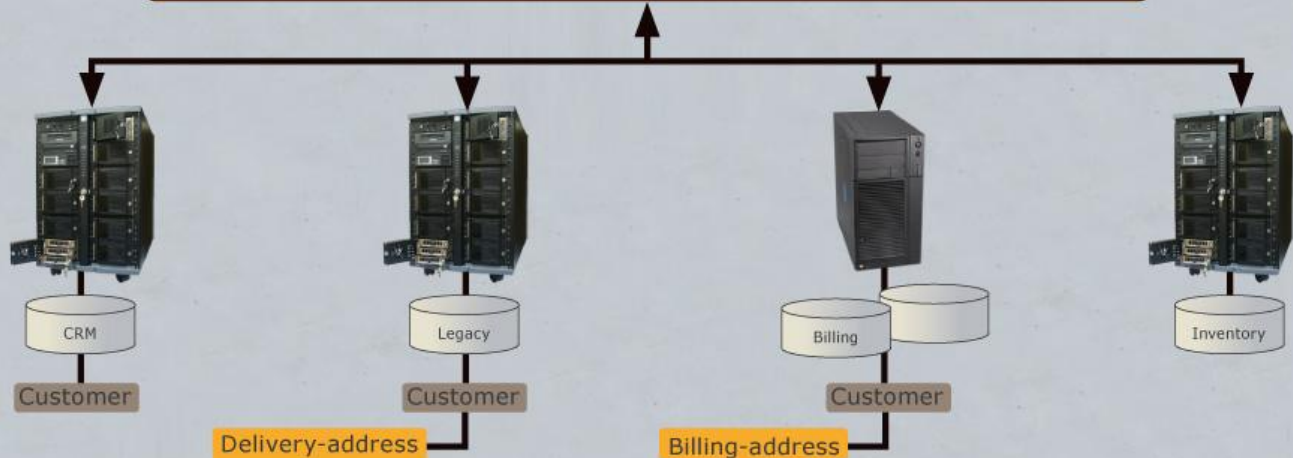 CRM
Legacy
Billing
Inventory
Customer
Customer
Customer
Delivery-address
Billing-address